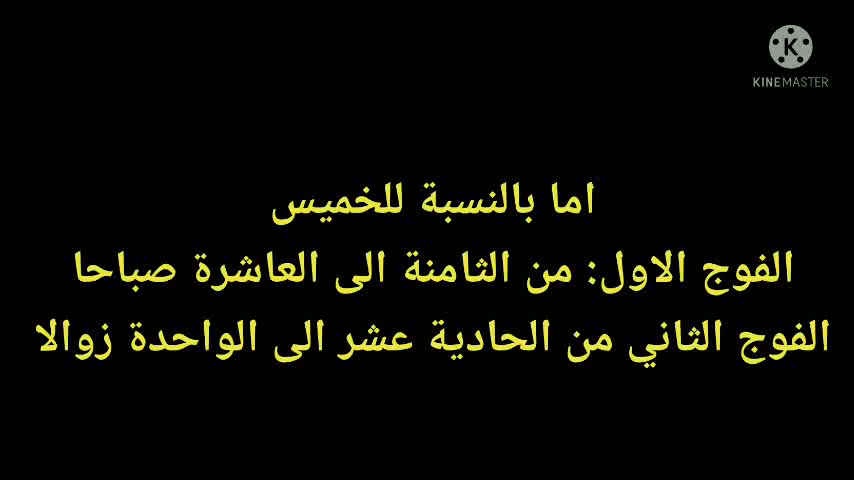 K
KINEMASTER
اما بالنسبة للخميس
الفوج الاول: من الثامنة الى العاشرة صباحا
الفوج الثاني من الحادية عشر الى الواحدة زوالا